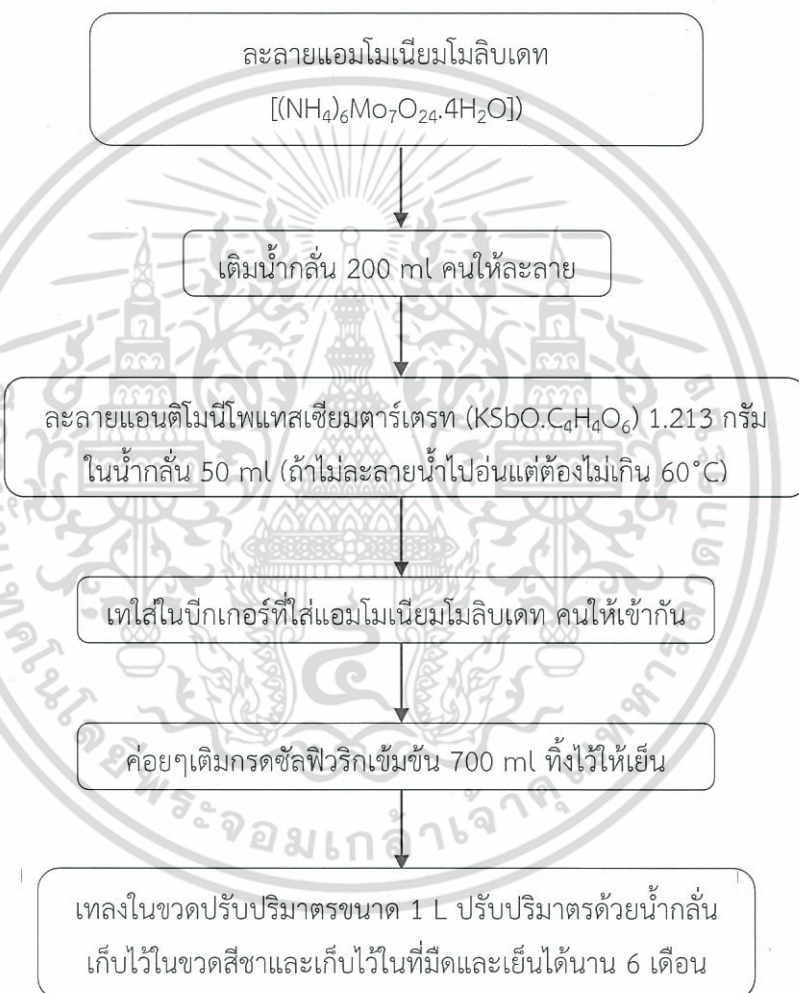 ละลายแอมโมเนียมโมลิบเดท
[(NH₄)₆Mo₇O₂₄.4H₂O])
เติมน้ำกลั่น 200 ml คนให้ละลาย
ละลายแอนติโมนีโพแทสเซียมตาร์เตรท (KSbO.C₄H₄O₆) 1.213 กรัม
ในน้ำกลั่น 50 ml (ถ้าไม่ละลายน้ำไปอ่นแต่ต้องไม่เกิน 60°C)
เทใส่ในบีกเกอร์ที่ใส่แอมโมเนียมโมลิบเดท คนให้เข้ากัน
ค่อยๆเติมกรดซัลฟิวริกเข้มข้น 700 ml ทิ้งไว้ให้เย็น
เทลงในขวดปรับปริมาตรขนาด 1 L ปรับปริมาตรด้วยน้ำกลั่น
เก็บไว้ในขวดสีชาและเก็บไว้ในที่มืดและเย็นได้นาน 6 เดือน